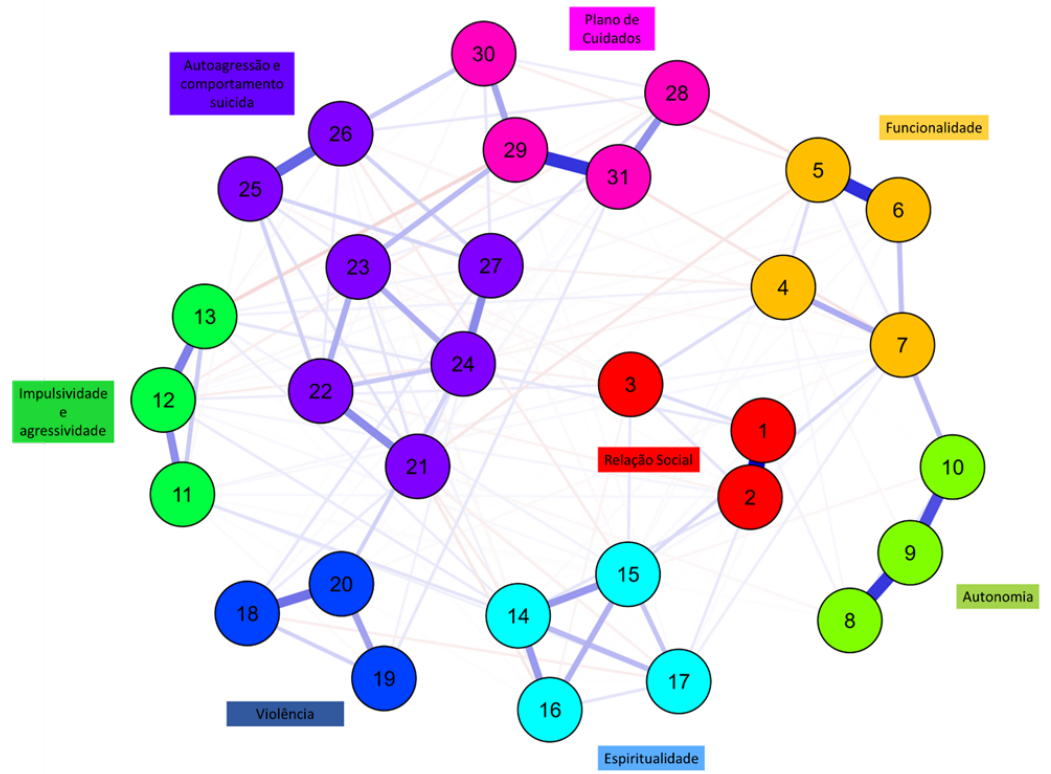 Plano de
Cuidados
30
Autoagressão e
comportamento
suicida
28
Funcionalidade
26
29
5
31
25
6
23
27
4
13
7
24
3
22
12
Impulsividade
e
agressividade
1
Relação Social
21
10
11
2
9
15
20
Autonomia
18
14
8
19
17
16
Violência
Espiritualidade